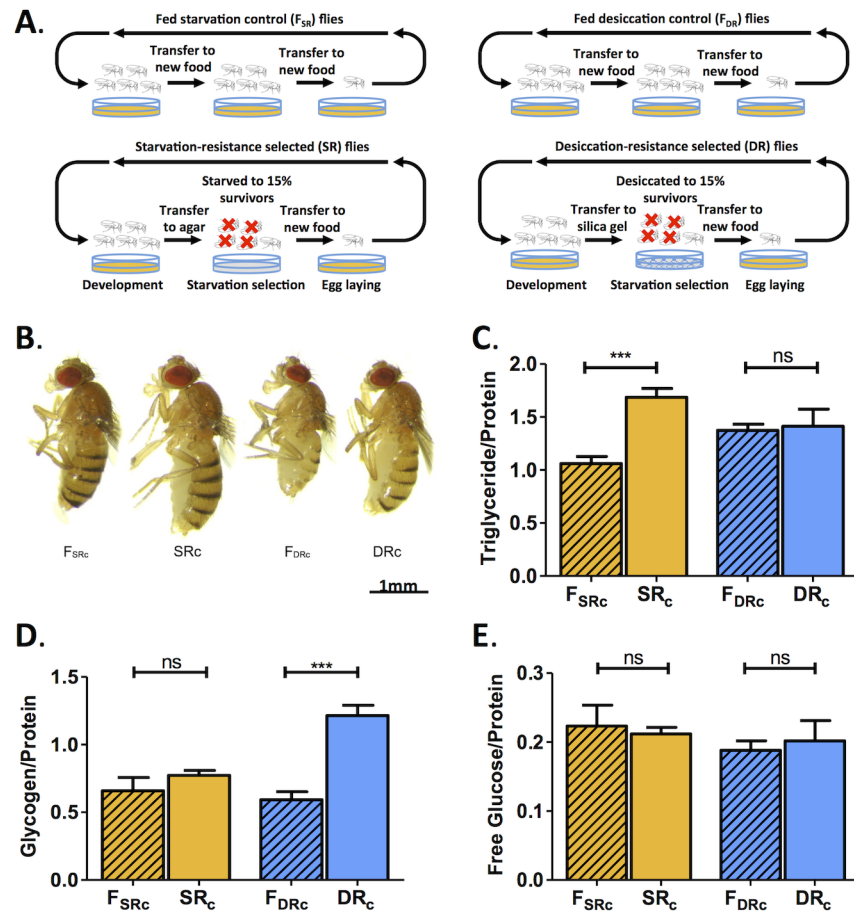 A.
Fed starvation control (FSR) flies
Transfer to
new food
Transfer to
new food
Fed desiccation control (FDR) flies
Transfer to
new food
Transfer to
new food
Starvation-resistance selected (SR) flies
Starved to 15%
survivors
Transfer
to agar
Transfer to
new food
Development
Starvation selection
Egg laying
Desiccation-resistance selected (DR) flies
Desiccated to 15%
survivors
Transfer to
silica gel
Transfer to
new food
Development
Starvation selection
Egg laying
B.
FSRc
SRc
FDRc
DRc
1mm
C.
Triglyceride/Protein
2.0
1.5
1.0
0.5
0.0
***
ns
FSRc
SRc
FDRc
DRc
D.
Glycogen/Protein
1.5
1.0
0.5
0.0
ns
***
FSRc
SRc
FDRc
DRc
E.
Free Glucose/Protein
0.3
0.2
0.1
0.0
ns
ns
FSRc
SRc
FDRc
DRc